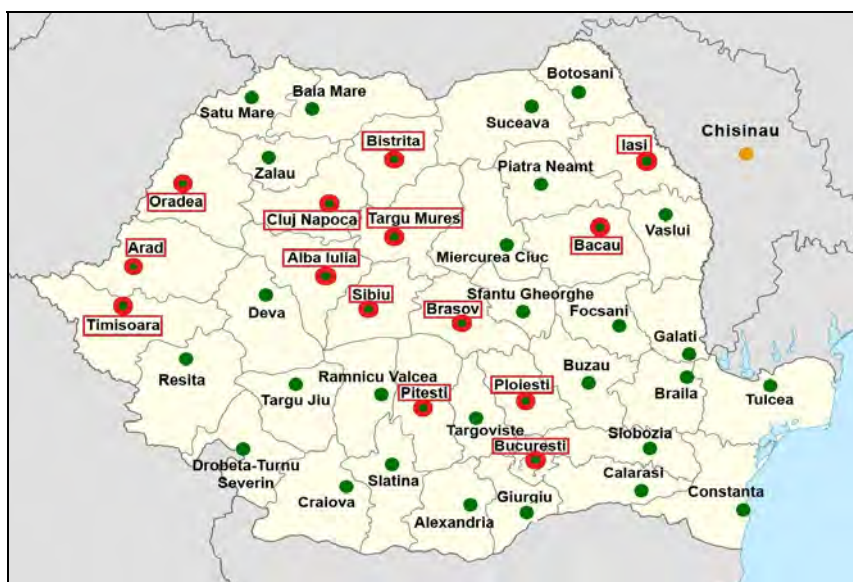 Botosani
Baia Mare
Satu Mare
Suceava
Chisinau
Bistrita
Iasi
Piatra Neamt
Zalau
Oradea
Cluj Napoca
Targu Mures
Vaslui
Bacau
Arad
Alba Iulia
Miercurea Ciuc
Sibiu
Sfantu Gheorghe
Deva
Brasov
Focsani
Timisoara
Galati
Resita
Ramnicu Valcea
Ploiesti
Buzau
Pitesti
Braila
Targu Jiu
Tulcea
Targoviste
Slobozia
Bucuresti
Drobeta-Turnu
Severin
Slatina
Calarasi
Craiova
Giurgiu
Constanta
Alexandria